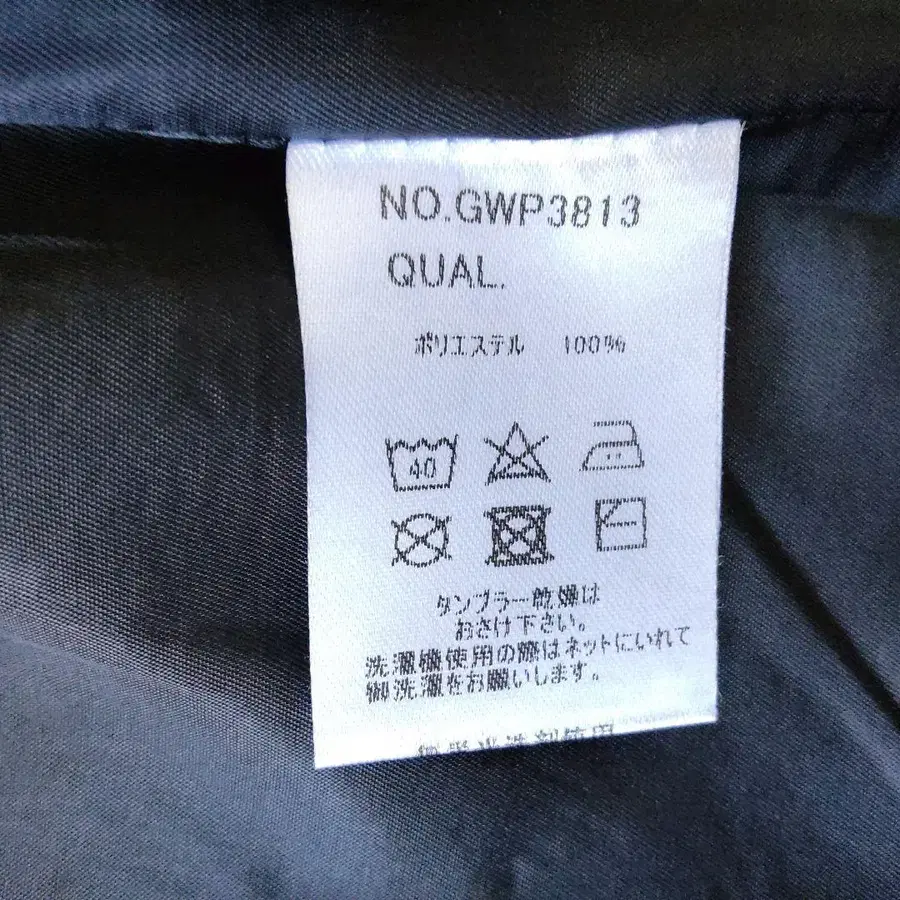 NO.GWP3813
QUAL.
ポリエステル 100%
40
タンブラー乾燥は
おさけ下さい。
洗濯機使用の際はネットにいれて
御洗濯をお願いします。